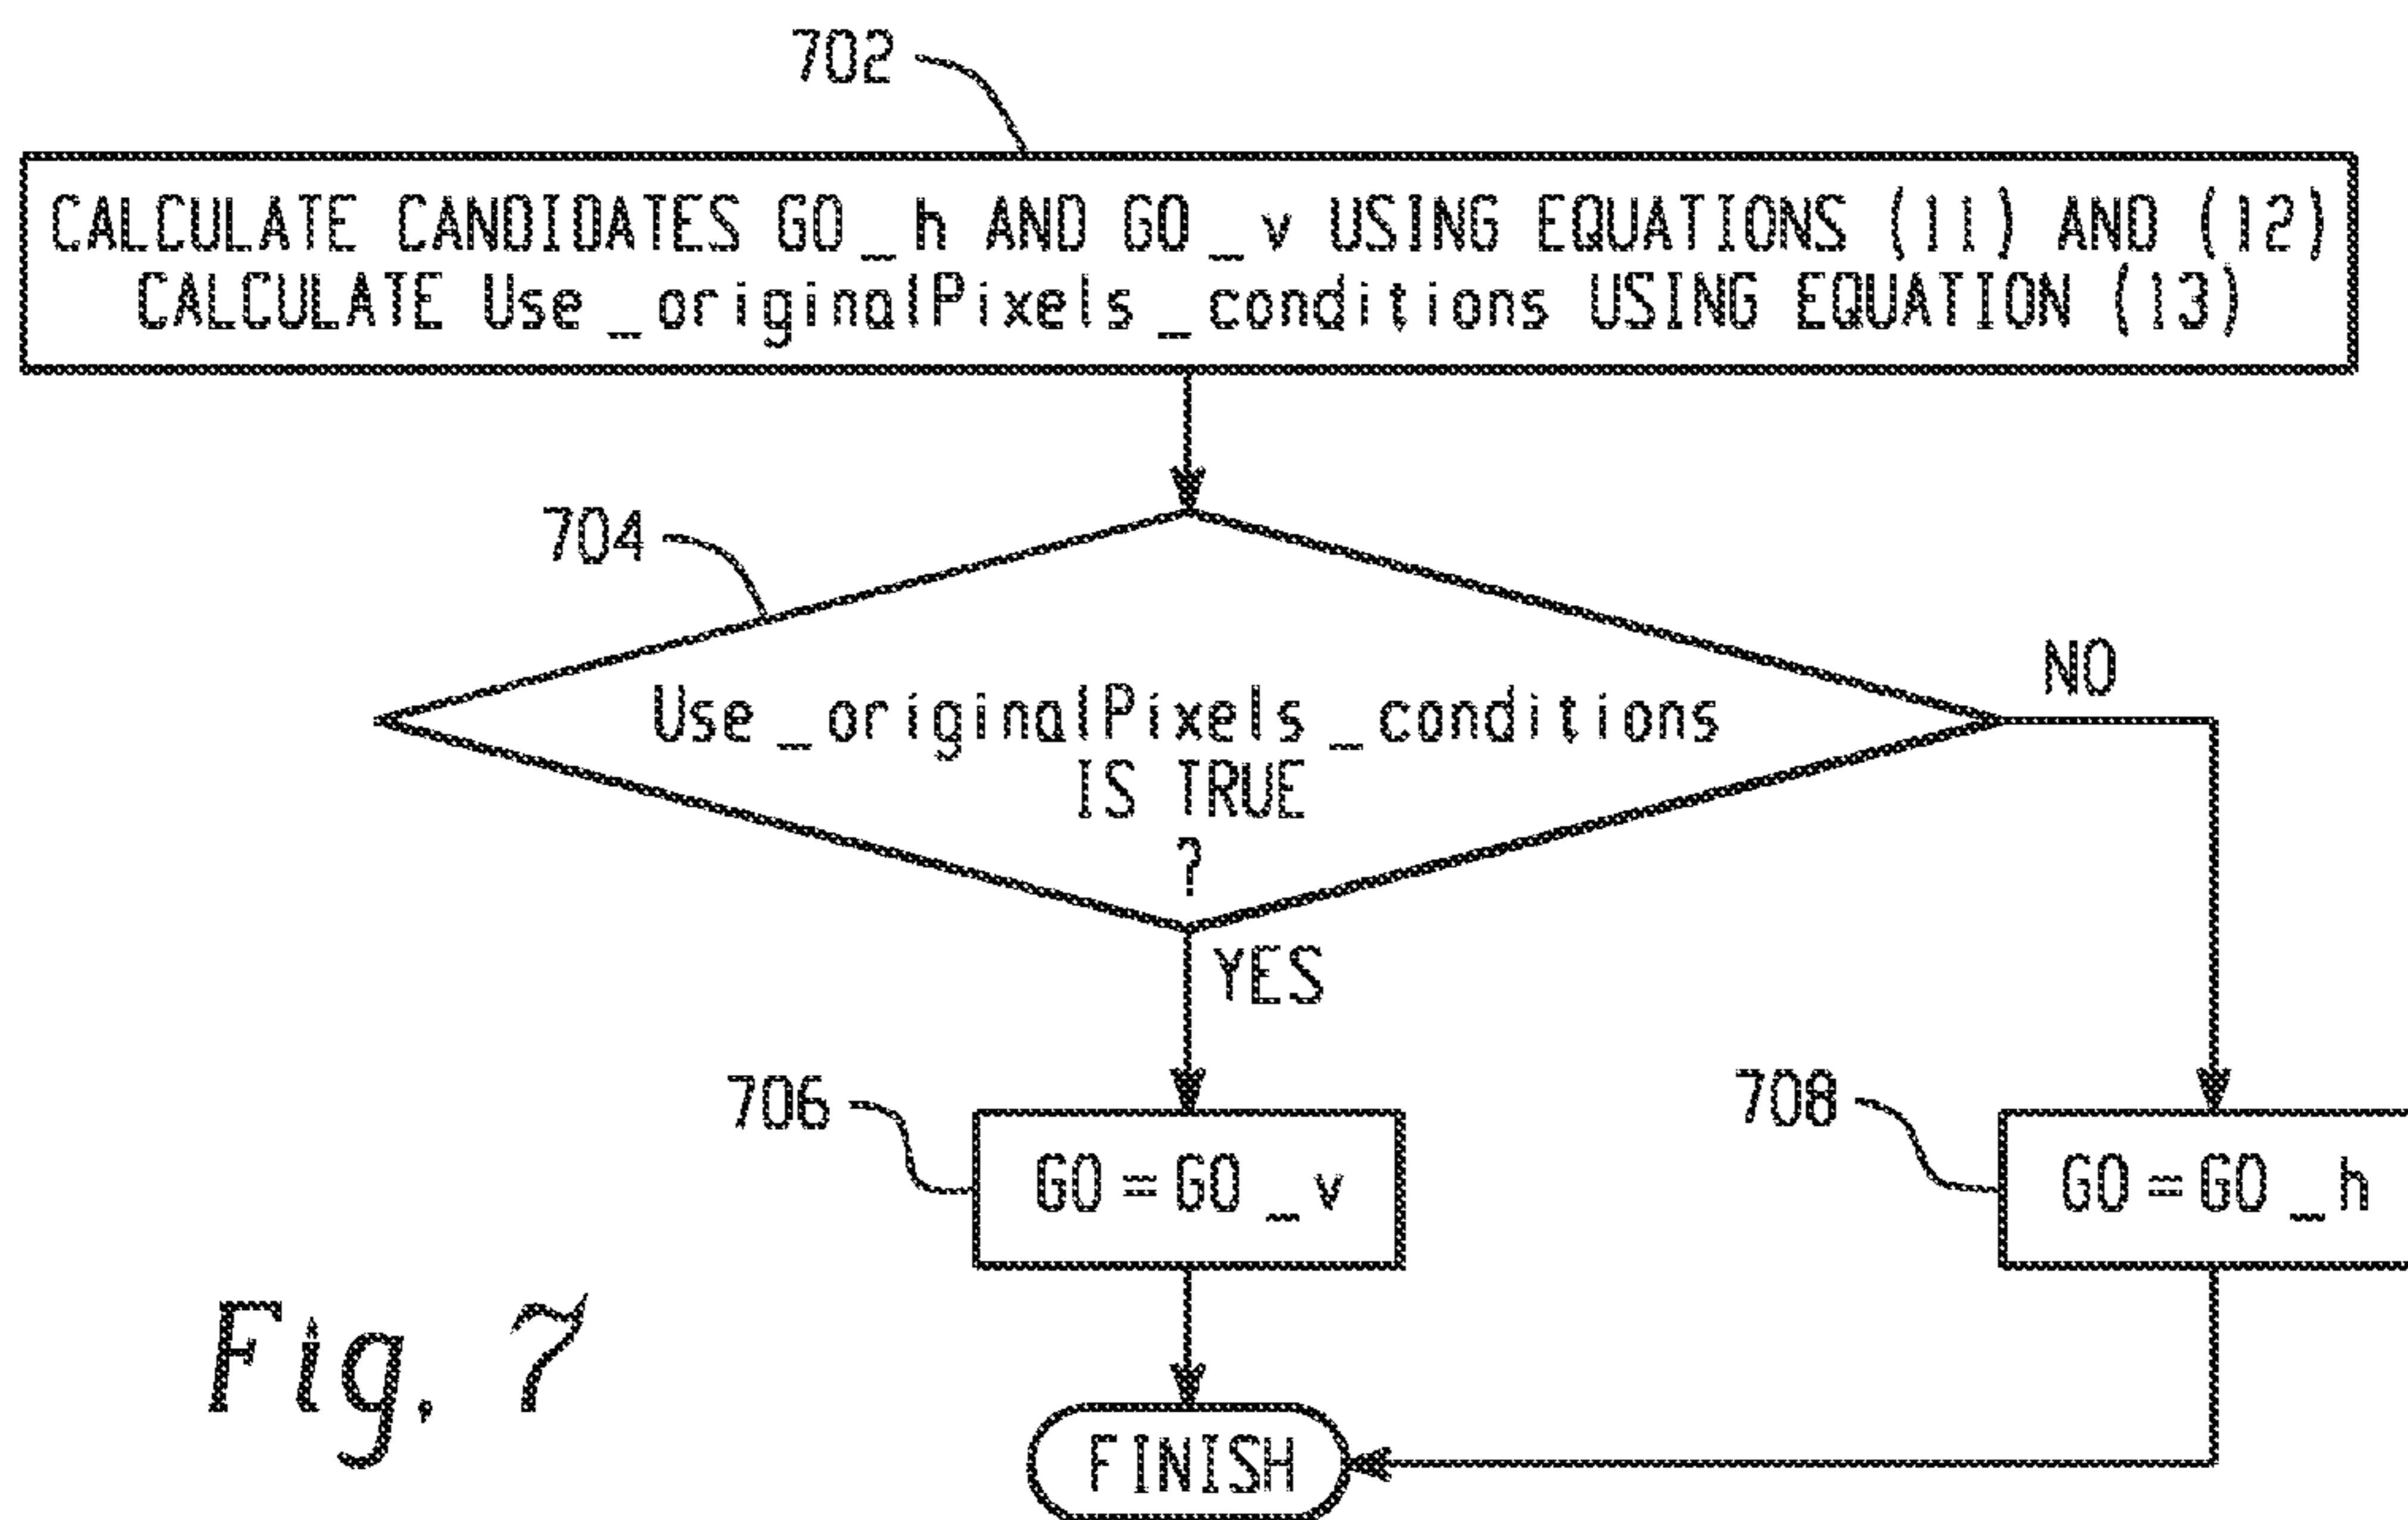 702
CALCULATE CANDIDATES G0_h AND G0_v USING EQUATIONS (11) AND (12)
CALCULATE Use_originalPixels_conditions USING EQUATION (13)
704
NO
Use_originalPixels_conditions
IS TRUE
?
YES
706
G0 = G0_v
708
G0 = G0_h
FINISH
Fig. 7